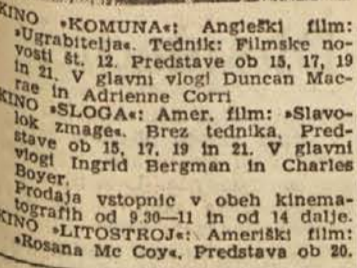 KINO »KOMUNA«: Angleški film:
»Ugrabitelja«. Tednik: Filmske no-
vosti št. 12. Predstave ob 15, 17, 19
in 21. V glavni vlogi Duncan Mac-
rae in Adrienne Corri
KINO »SLOGA«: Amer. film: »Slavo-
lok zmage«. Brez tednika. Pred-
stave ob 15, 17, 19 in 21. V glavni
vlogi Ingrid Bergman in Charles
Boyer.
Prodaja vstopnic v obeh kinema-
tografih od 9.30—11 in od 14 dalje.
KINO »LITOSTROJ«: Ameriški film:
»Rosana Mc Coy«. Predstava ob 20.